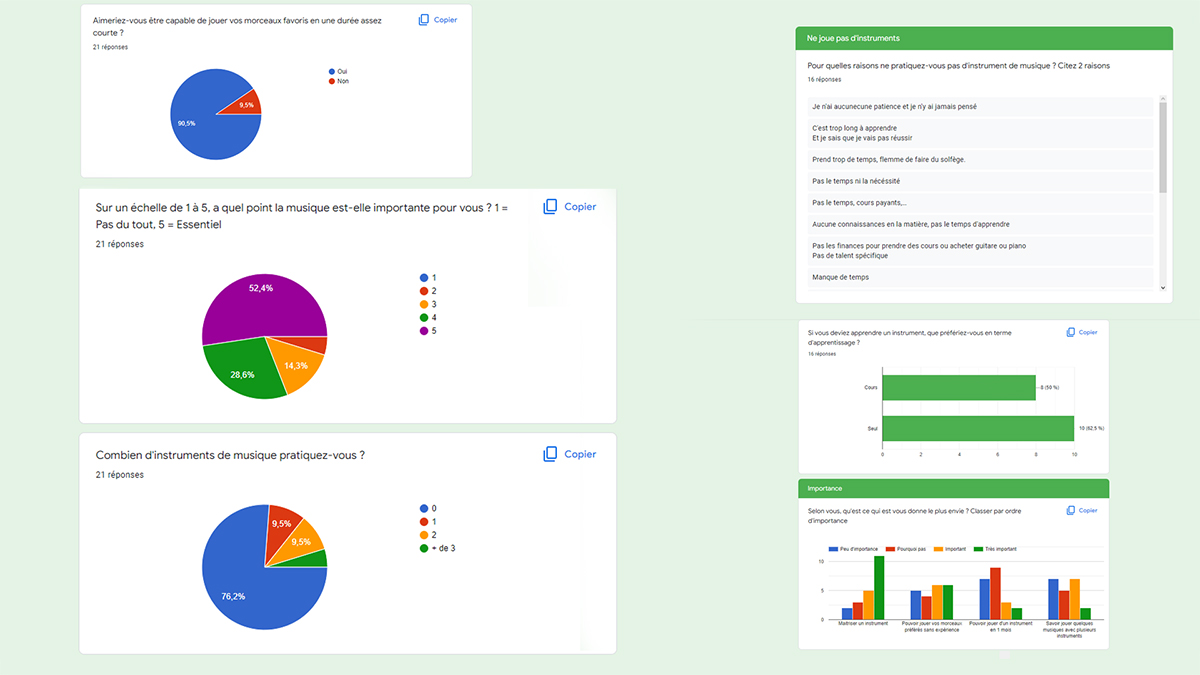 Aimeriez-vous être capable de jouer vos morceaux favoris en une durée assez
courte ?
Copier
21 réponses
Oui
Non
9,5%
90,5%
Sur un échelle de 1 à 5, a quel point la musique est-elle importante pour vous ? 1 =
Pas du tout, 5 = Essentiel
Copier
21 réponses
1
2
3
4
5
52,4%
14,3%
28,6%
Combien d'instruments de musique pratiquez-vous ?
Copier
21 réponses
0
1
2
+ de 3
9,5%
9,5%
76,2%
Ne joue pas d'instruments
Pour quelles raisons ne pratiquez-vous pas d'instrument de musique ? Citez 2 raisons
16 réponses
Je n'ai aucunecune patience et je n'y ai jamais pensé
C'est trop long à apprendre
Et je sais que je vais pas réussir
Prend trop de temps, flemme de faire du solfège.
Pas le temps ni la nécéssité
Pas le temps, cours payants,...
Aucune connaissances en la matière, pas le temps d'apprendre
Pas les finances pour prendre des cours ou acheter guitare ou piano
Pas de talent spécifique
Manque de temps
Si vous deviez apprendre un instrument, que préfériez-vous en terme
d'apprentissage ?
Copier
16 réponses
Cours
8 (50 %)
Seul
10 (62,5 %)
0 2 4 6 8 10
Importance
Selon vous, qu'est ce qui est vous donne le plus envie ? Classer par ordre
d'importance
Copier
Peu d'importance Pourquoi pas Important Très important
10
5
0
Maitriser un instrument
Pouvoir jouer vos morceaux
préférés sans expérience
Pouvoir jouer d'un instrument
en 1 mois
Savoir jouer quelques
musiques avec plusieurs
instruments